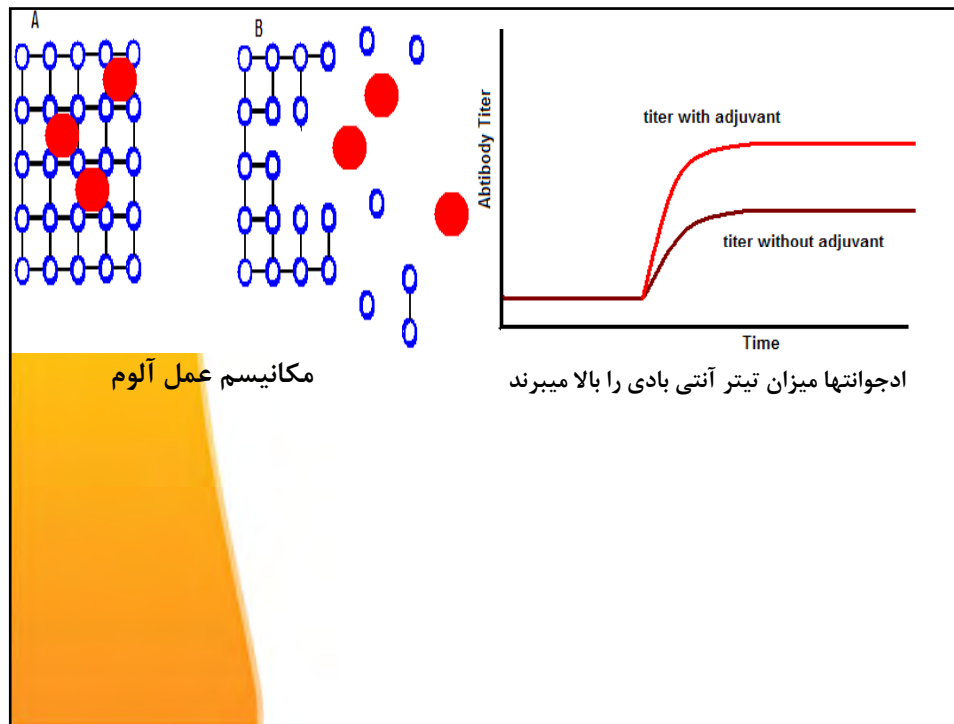 A
B
Abtibody Titer
titer with adjuvant
titer without adjuvant
Time
مکانیسم عمل آلوم
ادجوانتها میزان تیتر آنتی بادی را بالا میبرند